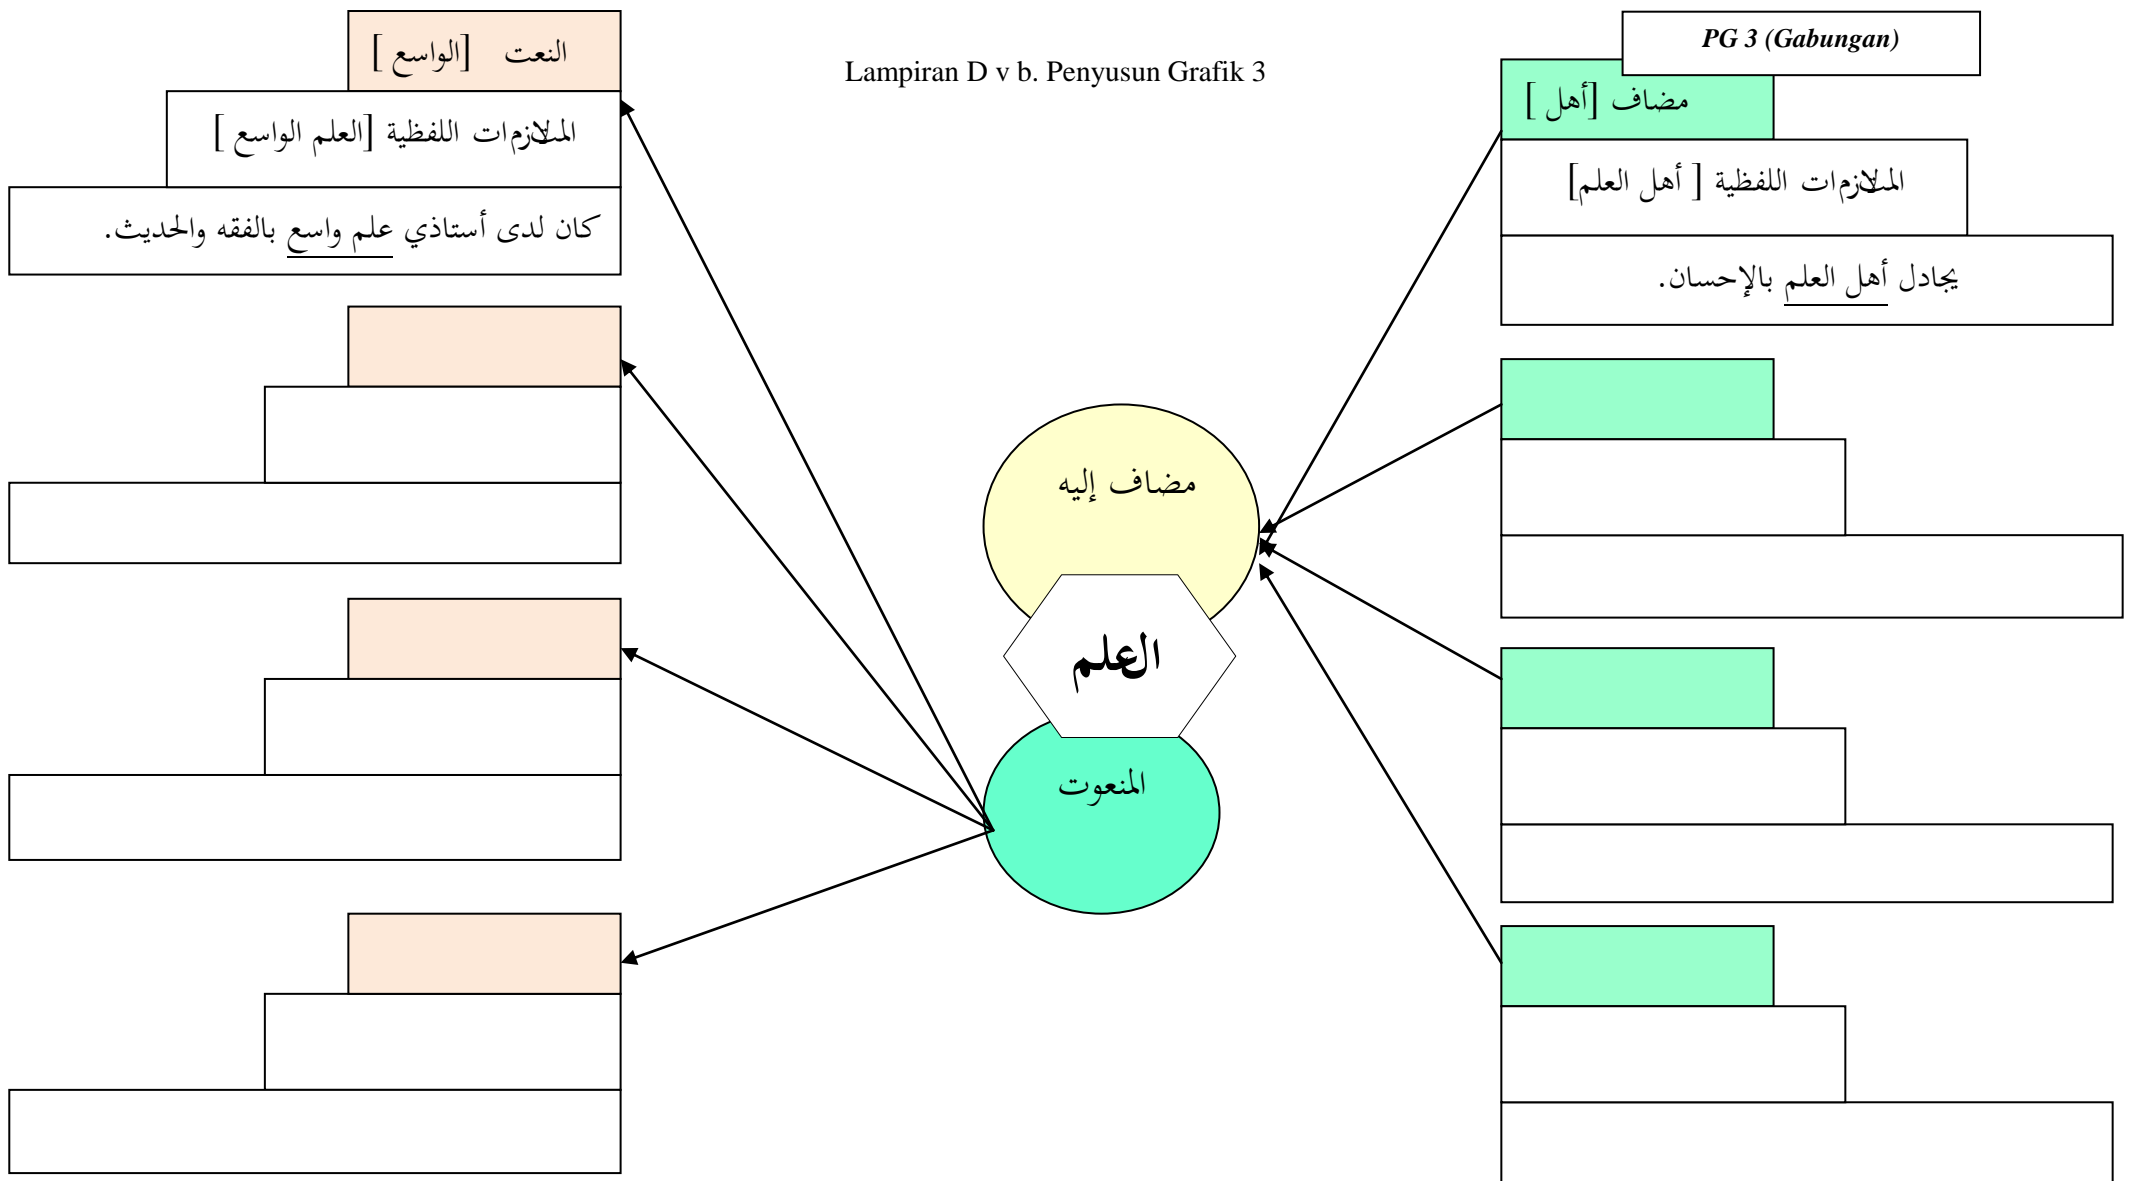 PG 3 (Gabungan)
Lampiran D v b. Penyusun Grafik 3
مضاف [أهل ]
المتلازمات اللفظية [ أهل العلم]
يجادل أهل العلم بالإحسان.
النعت [الواسع ]
المتلازمات اللفظية [العلم الواسع ]
كان لدى أستاذي علم واسع بالفقه والحديث.
مضاف إليه
العلم
المنعوت